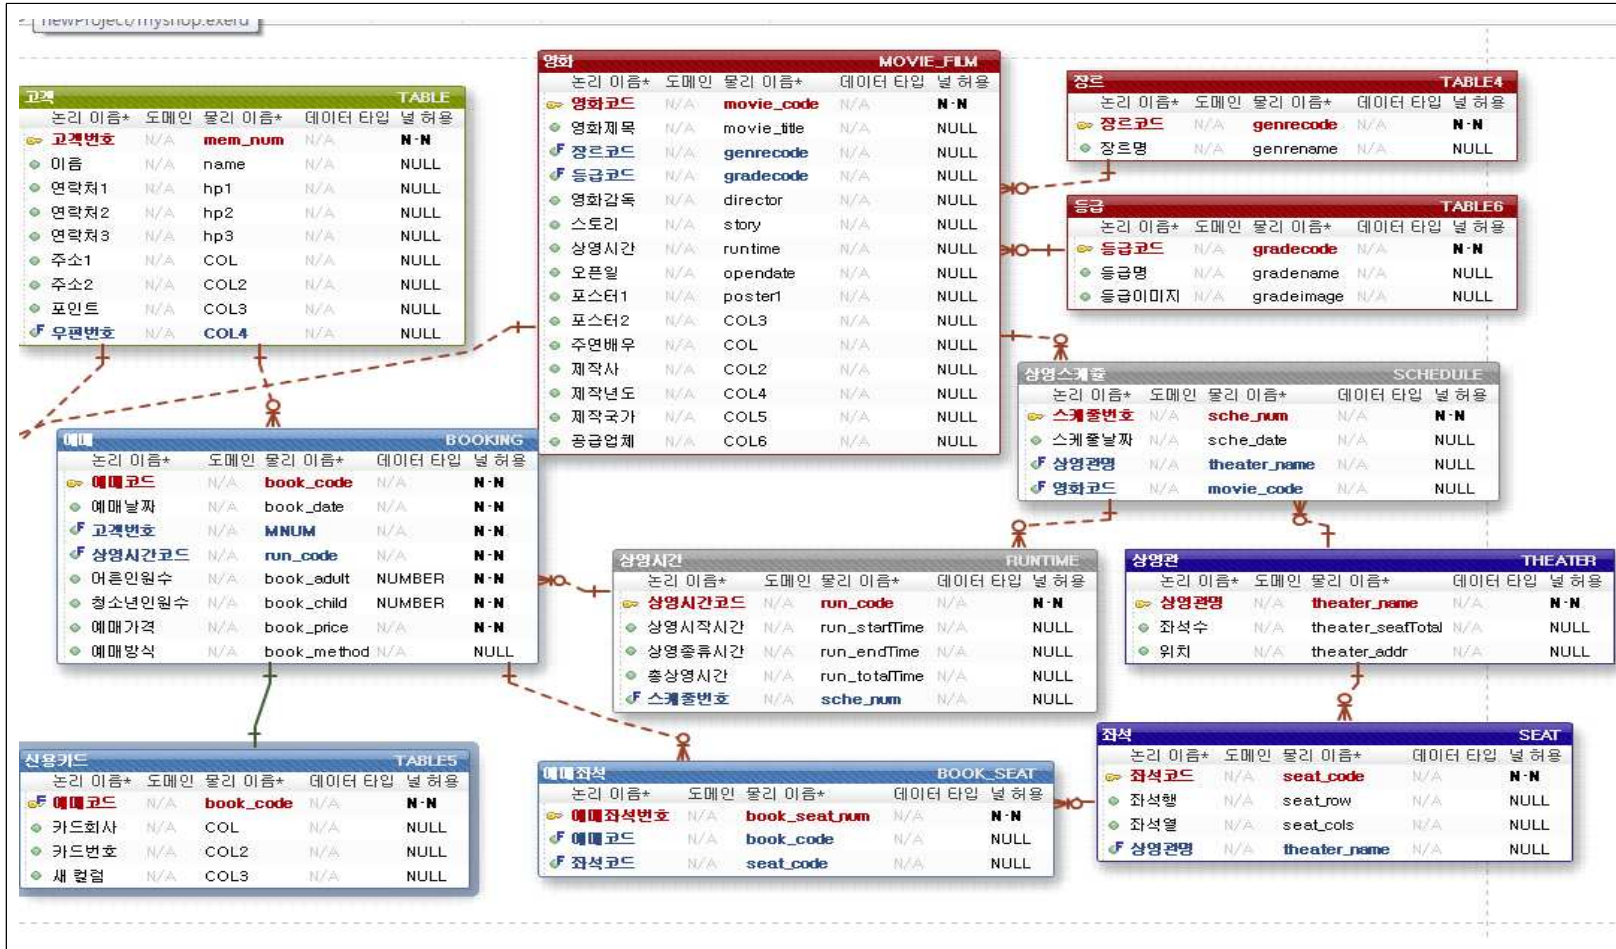 newProject/myshop.exerd
고객 TABLE
논리 이름* 도메인 물리 이름* 데이터 타입 널 허용
고객번호 N/A mem_num N/A N-N
이름 N/A name N/A NULL
연락처1 N/A hp1 N/A NULL
연락처2 N/A hp2 N/A NULL
연락처3 N/A hp3 N/A NULL
주소1 N/A COL N/A NULL
주소2 N/A COL2 N/A NULL
포인트 N/A COL3 N/A NULL
우편번호 N/A COL4 N/A NULL
영화 MOVIE_FILM
논리 이름* 도메인 물리 이름* 데이터 타입 널 허용
영화코드 N/A movie_code N/A N-N
영화제목 N/A movie_title N/A NULL
장르코드 N/A genrecode N/A NULL
등급코드 N/A gradecode N/A NULL
영화감독 N/A director N/A NULL
스토리 N/A story N/A NULL
상영시간 N/A runtime N/A NULL
오픈일 N/A opendate N/A NULL
포스터1 N/A poster1 N/A NULL
포스터2 N/A COL3 N/A NULL
주연배우 N/A COL N/A NULL
제작사 N/A COL2 N/A NULL
제작년도 N/A COL4 N/A NULL
제작국가 N/A COL5 N/A NULL
공급업체 N/A COL6 N/A NULL
장르 TABLE4
논리 이름* 도메인 물리 이름* 데이터 타입 널 허용
장르코드 N/A genrecode N/A N-N
장르명 N/A genrename N/A NULL
등급 TABLE6
논리 이름* 도메인 물리 이름* 데이터 타입 널 허용
등급코드 N/A gradecode N/A N-N
등급명 N/A gradename N/A NULL
등급이미지 N/A gradeimage N/A NULL
상영스케쥴 SCHEDULE
논리 이름* 도메인 물리 이름* 데이터 타입 널 허용
스케줄번호 N/A sche_num N/A N-N
스케줄날짜 N/A sche_date N/A NULL
상영관명 N/A theater_name N/A NULL
영화코드 N/A movie_code N/A NULL
예매 BOOKING
논리 이름* 도메인 물리 이름* 데이터 타입 널 허용
예매코드 N/A book_code N/A N-N
예매날짜 N/A book_date N/A N-N
고객번호 N/A MNUM N/A N-N
상영시간코드 N/A run_code N/A N-N
어른인원수 N/A book_adult NUMBER N-N
청소년인원수 N/A book_child NUMBER N-N
예매가격 N/A book_price N/A N-N
예매방식 N/A book_method N/A NULL
상영시간 RUNTIME
논리 이름* 도메인 물리 이름* 데이터 타입 널 허용
상영시간코드 N/A run_code N/A N-N
상영시작시간 N/A run_startTime N/A NULL
상영종류시간 N/A run_endTime N/A NULL
총상영시간 N/A run_totalTime N/A NULL
스케줄번호 N/A sche_num N/A NULL
상영관 THEATER
논리 이름* 도메인 물리 이름* 데이터 타입 널 허용
상영관명 N/A theater_name N/A N-N
좌석수 N/A theater_seatTotal N/A NULL
위치 N/A theater_addr N/A NULL
신용카드 TABLE5
논리 이름* 도메인 물리 이름* 데이터 타입 널 허용
예매코드 N/A book_code N/A N-N
카드회사 N/A COL N/A NULL
카드번호 N/A COL2 N/A NULL
새 컬럼 N/A COL3 N/A NULL
예매좌석 BOOK_SEAT
논리 이름* 도메인 물리 이름* 데이터 타입 널 허용
예매좌석번호 N/A book_seat_num N/A N-N
예매코드 N/A book_code N/A NULL
좌석코드 N/A seat_code N/A NULL
좌석 SEAT
논리 이름* 도메인 물리 이름* 데이터 타입 널 허용
좌석코드 N/A seat_code N/A N-N
좌석행 N/A seat_row N/A NULL
좌석열 N/A seat_cols N/A NULL
상영관명 N/A theater_name N/A NULL